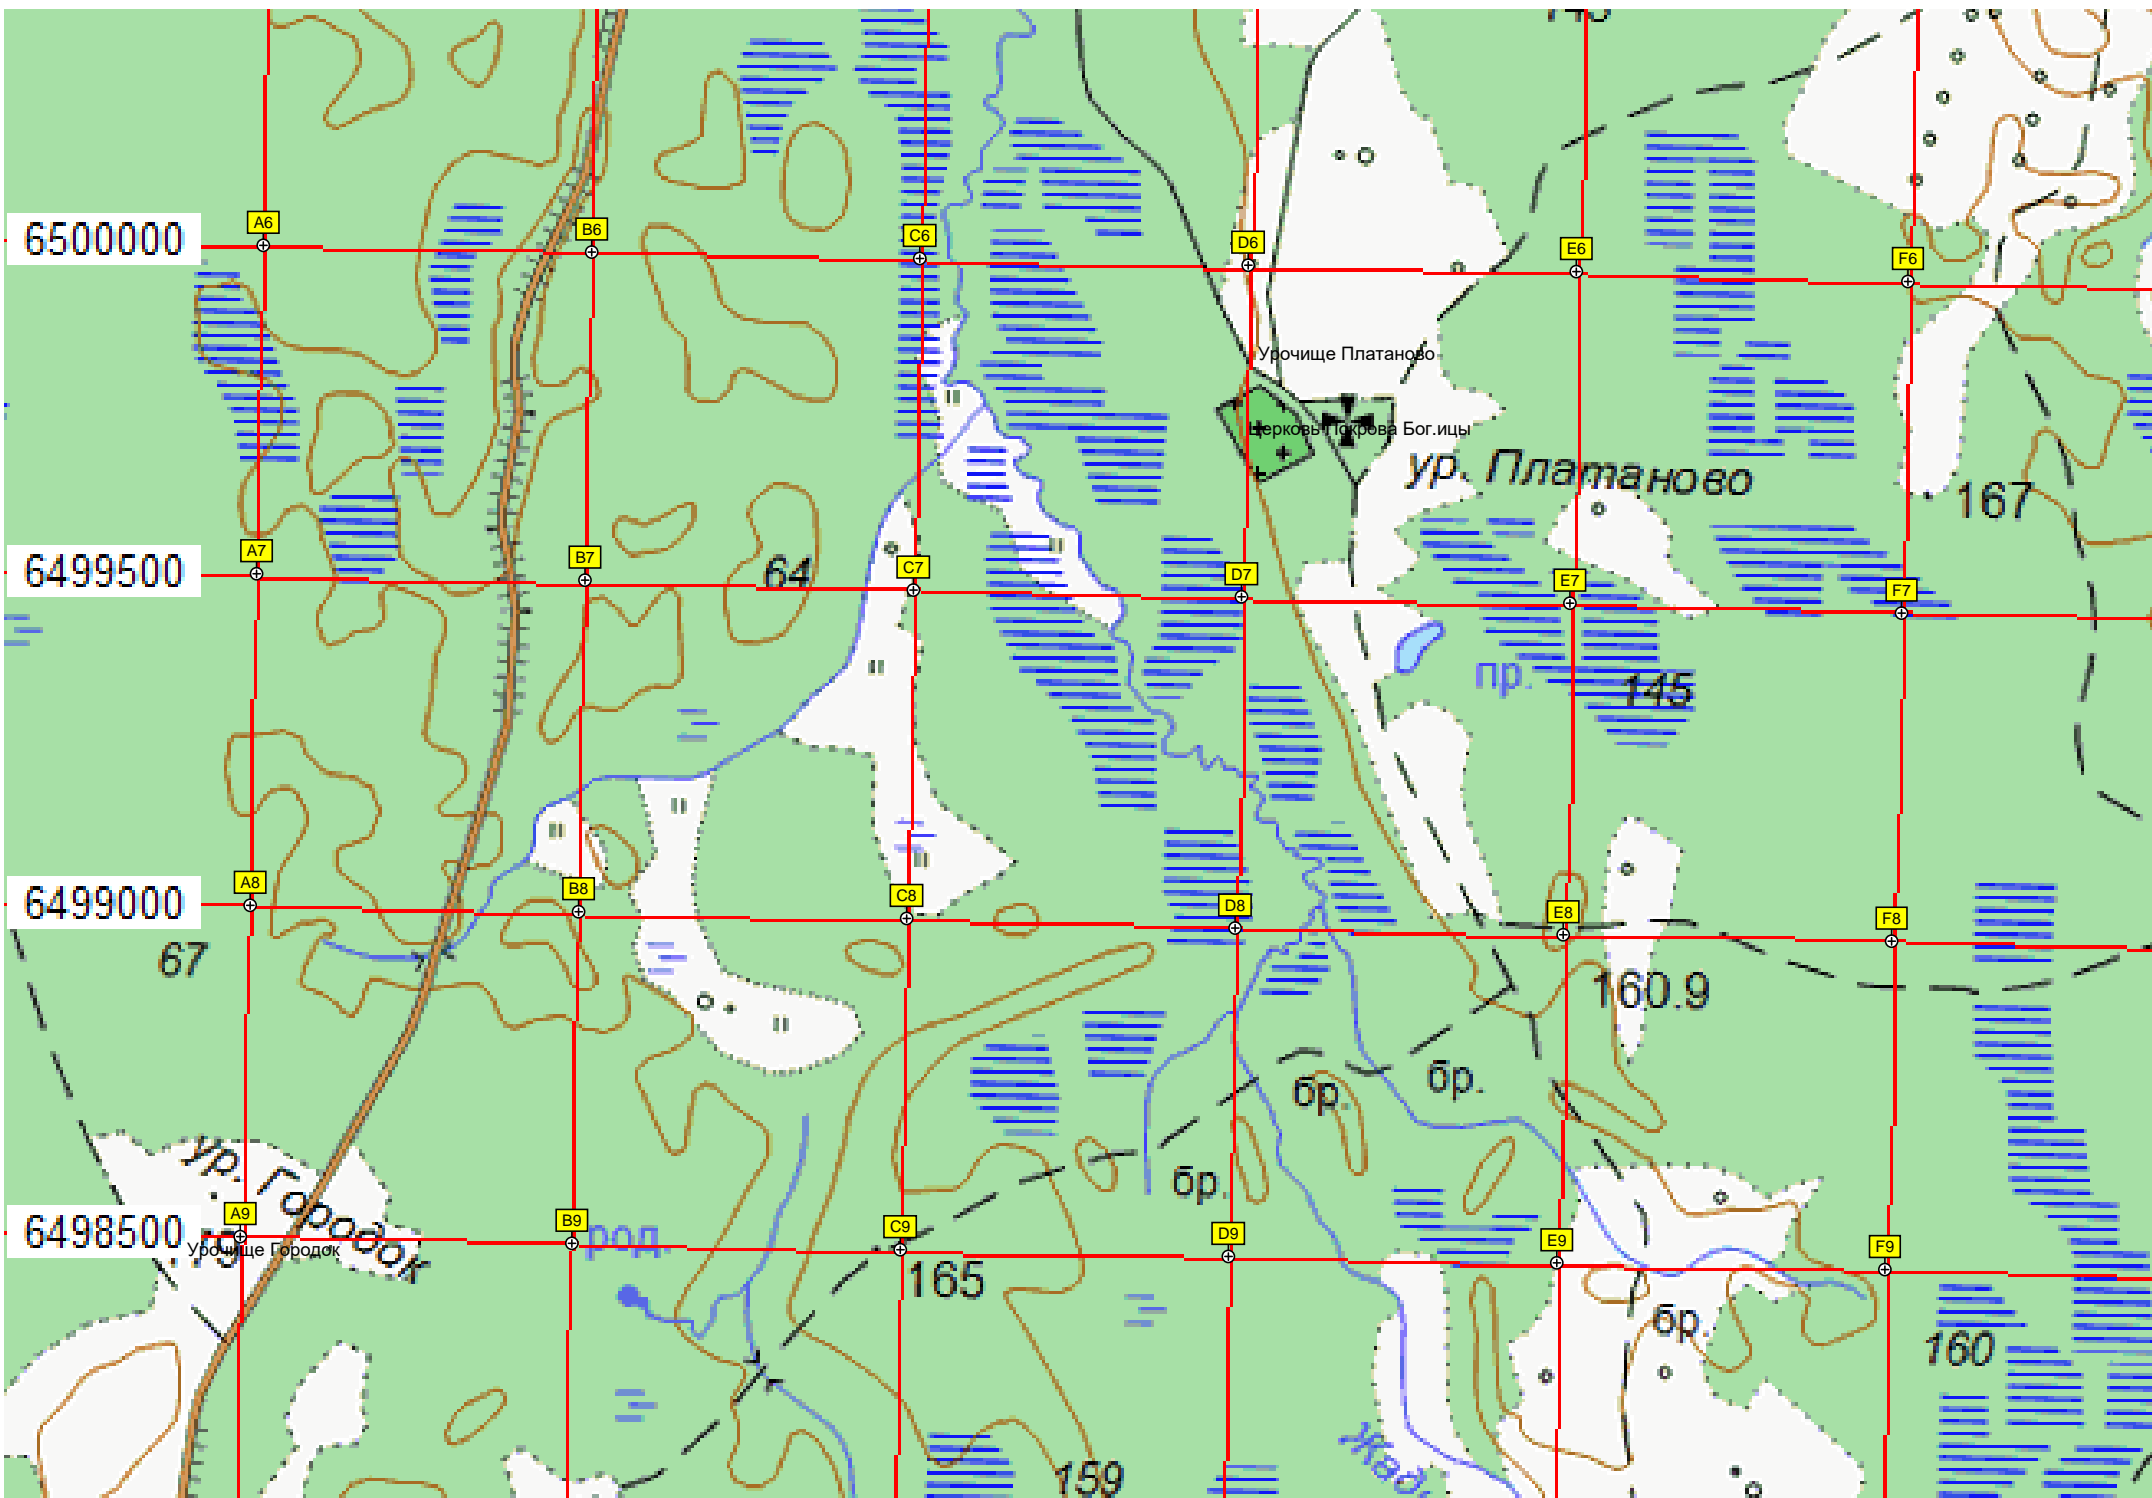 A6
B6
C6
D6
E6
F6
6500000
Урочище Платаново
Церковь Покрова Бог.ицы
ур. Платаново
167
A7
B7
C7
D7
E7
F7
6499500
64
пр.
145
A8
B8
C8
D8
E8
F8
6499000
67
160.9
бр.
бр.
бр.
ур. Городок
A9
B9
C9
D9
E9
F9
6498500
Урочище Городок
род.
165
бр.
160
159